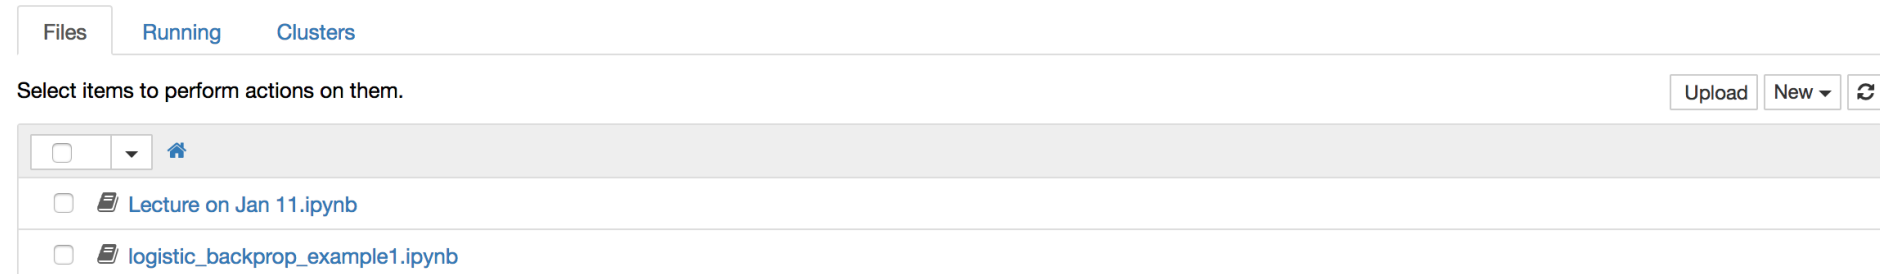 Files Running Clusters
Select items to perform actions on them.
Upload New
Lecture on Jan 11.ipynb
logistic_backprop_example1.ipynb